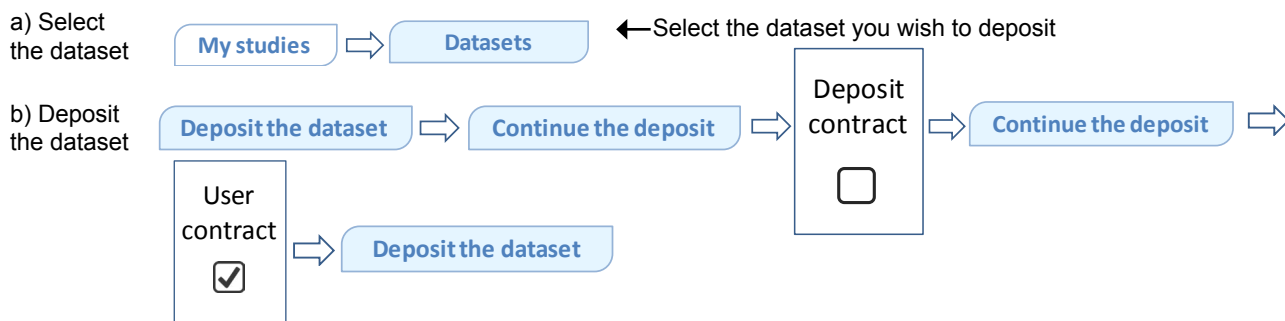 a) Select
the dataset
My studies
Datasets
Select the dataset you wish to deposit
b) Deposit
the dataset
Deposit the dataset
Continue the deposit
Deposit
contract
Continue the deposit
User
contract
Deposit the dataset